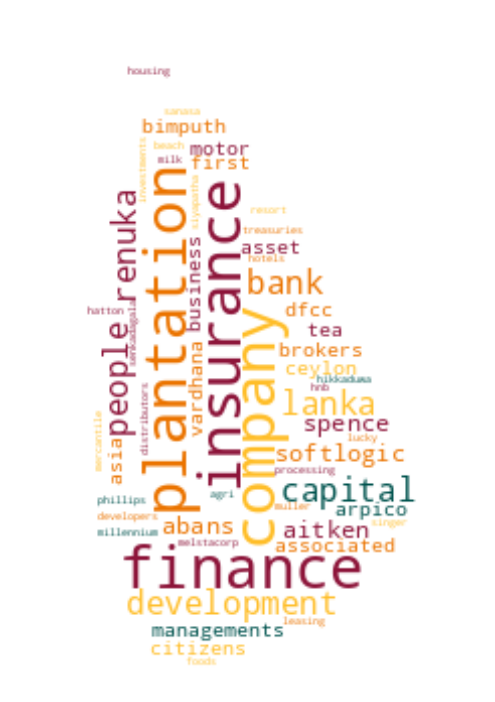 housing
sanasa
bimputh
beach
motor
milk
first
investments
siyapatha
plantation
insurance
renuka
resort
treasuries
business
asset
hotels
bank
hatton
senkadagala
people
dfcc
company
tea
vardhana
brokers
ceylon
hikkaduwa
hnb
distributors
lanka
mercantile
asia
spence
lucky
softlogic
processing
capital
agri
phillips
muller
arpico
developers
abans
singer
millennium
aitken
melstacorp
associated
finance
development
leasing
managements
citizens
foods